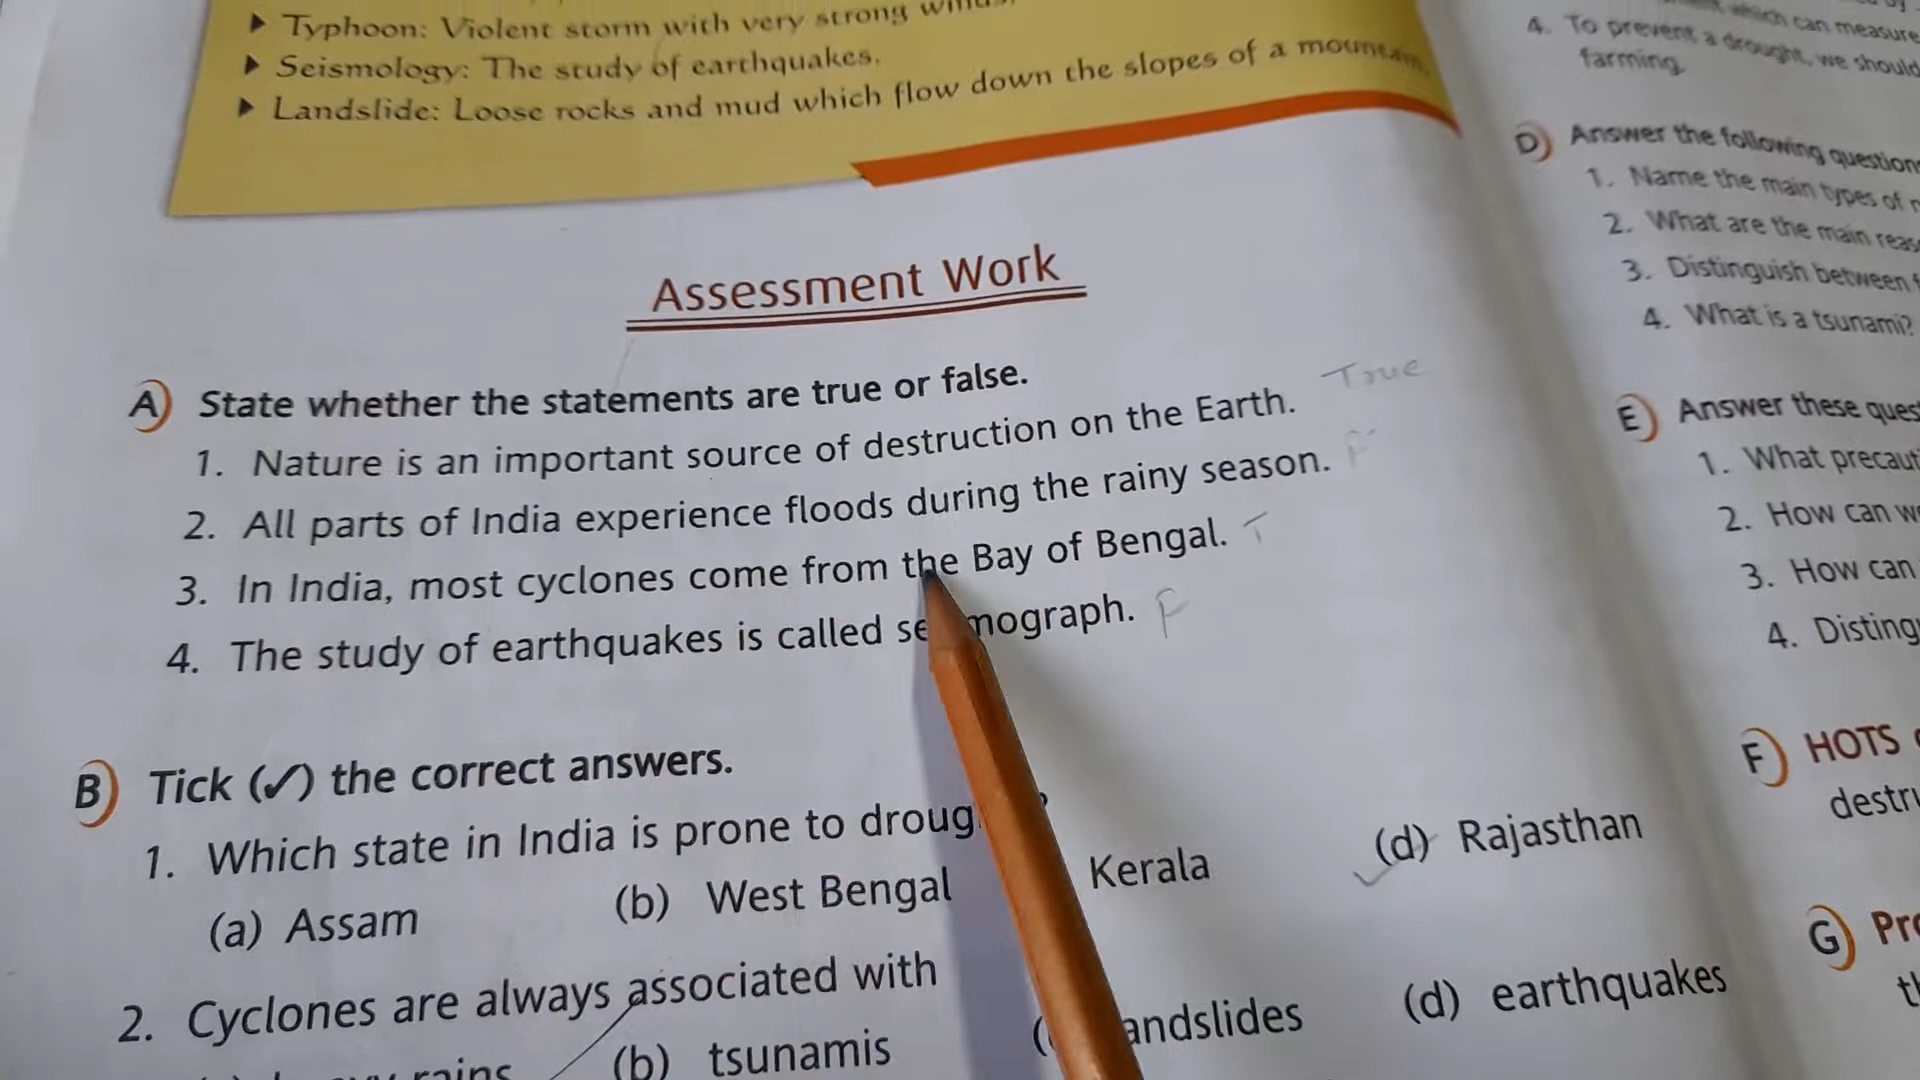 ▸ Typhoon: Violent storm with very strong
▸ Seismology: The study of earthquakes.
▸ Landslide: Loose rocks and mud which flow down the slopes of a mountain
Assessment Work
A) State whether the statements are true or false.
1. Nature is an important source of destruction on the Earth. True
2. All parts of India experience floods during the rainy season. F
3. In India, most cyclones come from the Bay of Bengal. T
4. The study of earthquakes is called se mograph. F
B) Tick (✓) the correct answers.
1. Which state in India is prone to droug ?
(a) Assam (b) West Bengal Kerala ✓ (d) Rajasthan
2. Cyclones are always associated with
rains (b) tsunamis ( andslides (d) earthquakes
which can measure
4. To prevent a drought, we should
farming.
D) Answer the following question
1. Name the main types of
2. What are the main reas
3. Distinguish between
4. What is a tsunami?
E) Answer these ques
1. What precaut
2. How can w
3. How can
4. Disting
F) HOTS
destru
G) Pro
th